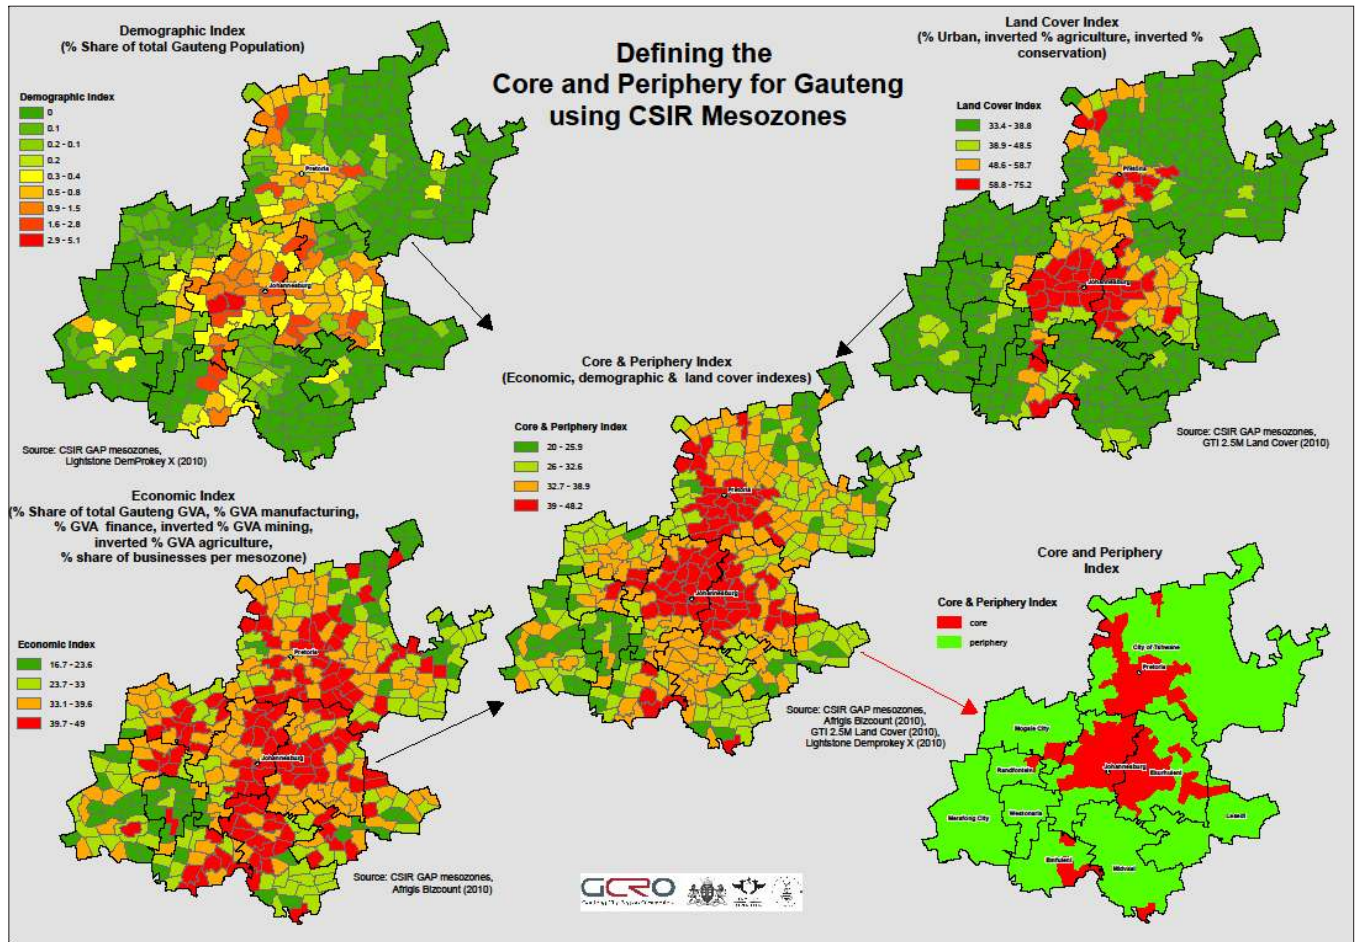 Defining the
Core and Periphery for Gauteng
using CSIR Mesozones
Demographic Index
(% Share of total Gauteng Population)
Demographic Index
0
0.1
0.2 - 0.1
0.2
0.3 - 0.4
0.5 - 0.8
0.9 - 1.5
1.6 - 2.8
2.9 - 5.1
Pretoria
Johannesburg
Source: CSIR GAP mesozones,
Lightstone DemProkey X (2010)
Land Cover Index
(% Urban, inverted % agriculture, inverted %
conservation)
Land Cover Index
33.4 - 38.8
38.9 - 48.5
48.6 - 58.7
58.8 - 75.2
Pretoria
Johannesburg
Source: CSIR GAP mesozones,
GTI 2.5M Land Cover (2010)
Core & Periphery Index
(Economic, demographic & land cover indexes)
Core & Periphery Index
20 - 25.9
26 - 32.6
32.7 - 38.9
39 - 48.2
Pretoria
Johannesburg
Source: CSIR GAP mesozones,
Afrigis Bizcount (2010),
GTI 2.5M Land Cover (2010),
Lightstone Demprokey X (2010)
Economic Index
(% Share of total Gauteng GVA, % GVA manufacturing,
% GVA finance, inverted % GVA mining,
inverted % GVA agriculture,
% share of businesses per mesozone)
Economic Index
16.7 - 23.6
23.7 - 33
33.1 - 39.6
39.7 - 49
Pretoria
Johannesburg
Source: CSIR GAP mesozones,
Afrigis Bizcount (2010)
Core and Periphery
Index
Core & Periphery Index
core
periphery
City of Tshwane
Pretoria
Mogale City
Randfontein
Johannesburg
Ekurhuleni
Merafong City
Westonaria
Lesedi
Emfuleni
Midvaal
GCRO